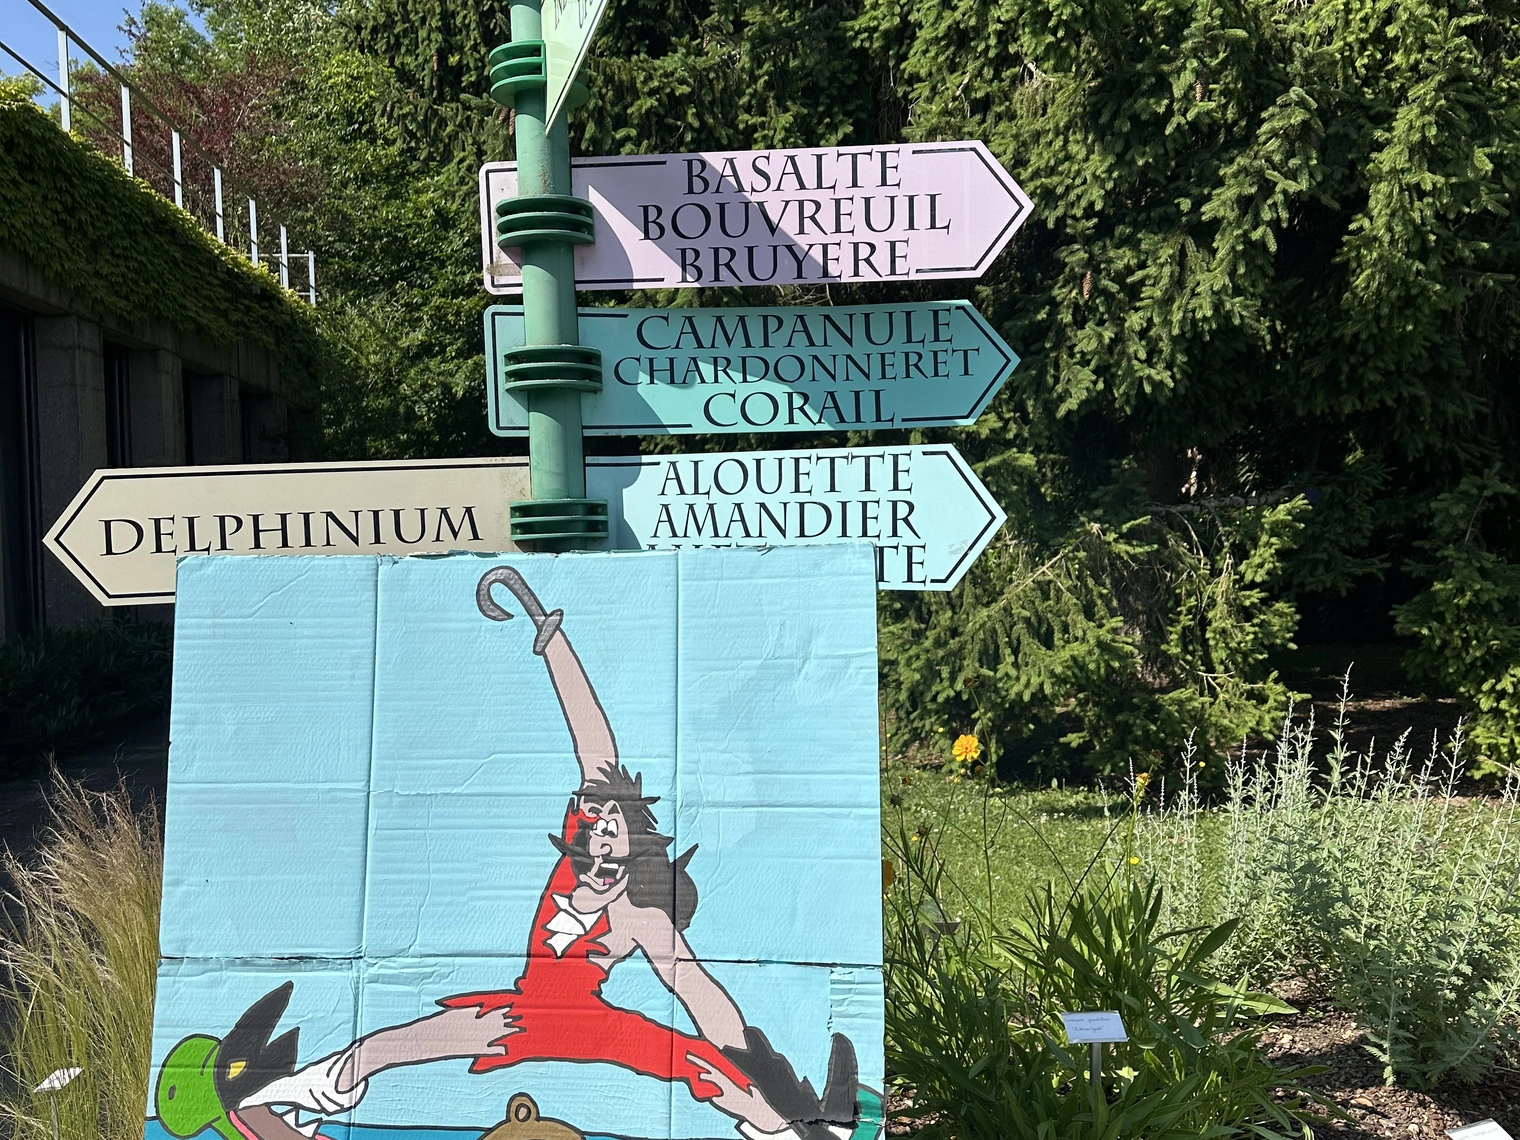 BASALTE
BOUVREUIL
BRUYERE
CAMPANULE
CHARDONNERET
CORAIL
DELPHINIUM
ALOUETTE
AMANDIER